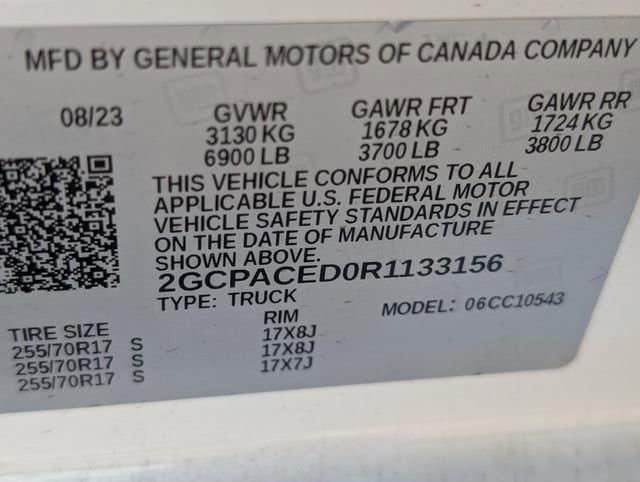 MFD BY GENERAL MOTORS OF CANADA COMPANY
08/23 GVWR GAWR FRT GAWR RR
3130 KG 1678 KG 1724 KG
6900 LB 3700 LB 3800 LB
THIS VEHICLE CONFORMS TO ALL
APPLICABLE U.S. FEDERAL MOTOR
VEHICLE SAFETY STANDARDS IN EFFECT
ON THE DATE OF MANUFACTURE
SHOWN ABOVE.
2GCPACED0R1133156
TYPE: TRUCK MODEL: 06CC10543
TIRE SIZE RIM
255/70R17 S 17X8J
255/70R17 S 17X8J
255/70R17 S 17X7J